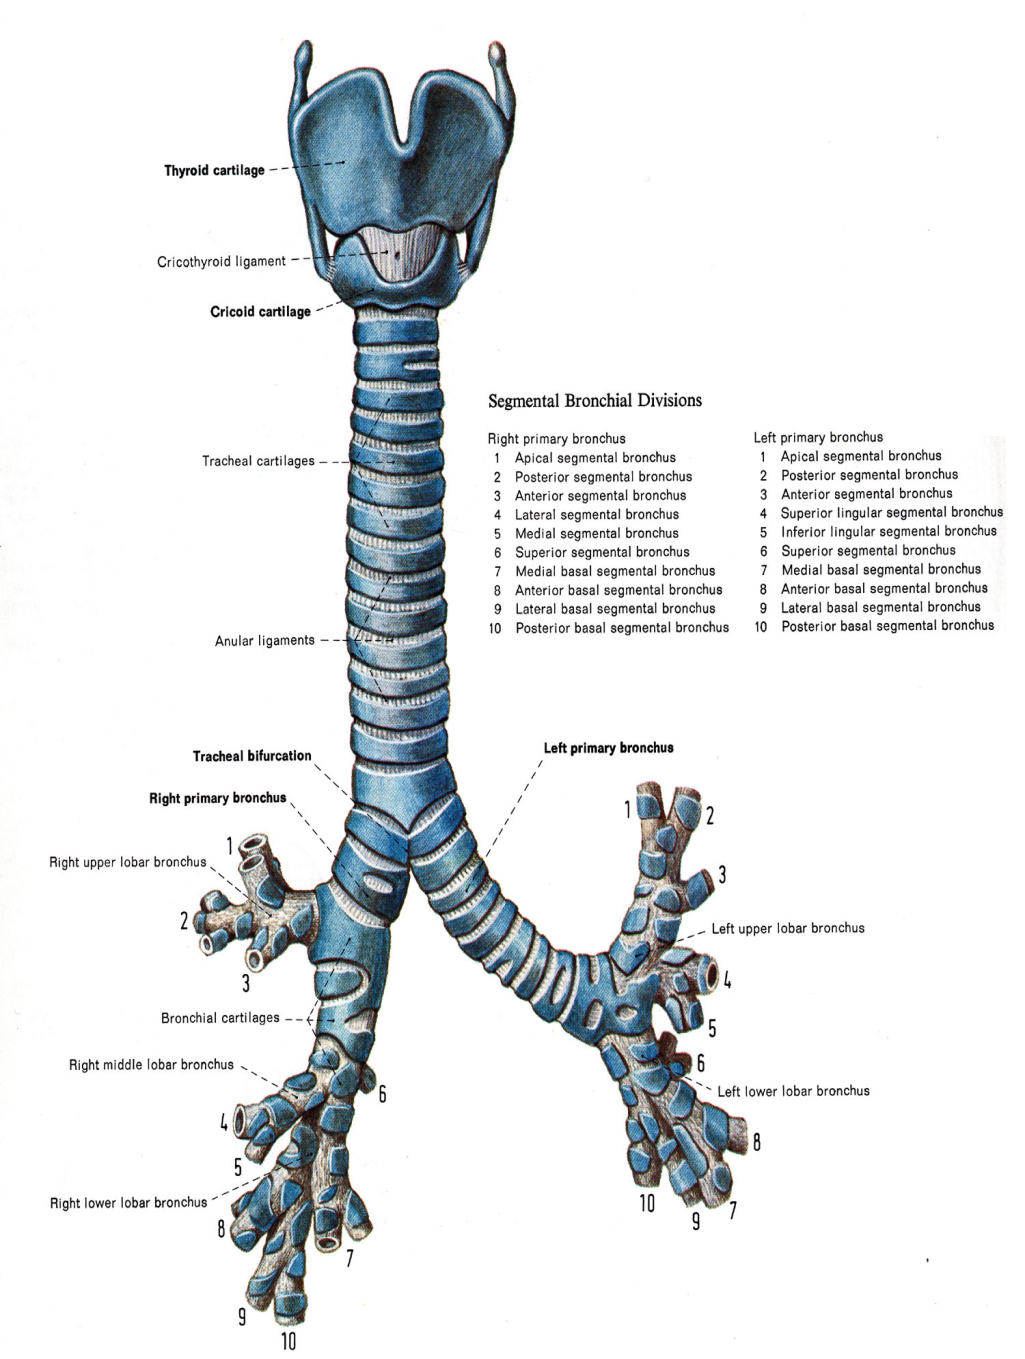 Thyroid cartilage
Cricothyroid ligament
Cricoid cartilage
Segmental Bronchial Divisions
Right primary bronchus
1 Apical segmental bronchus
2 Posterior segmental bronchus
3 Anterior segmental bronchus
4 Lateral segmental bronchus
5 Medial segmental bronchus
6 Superior segmental bronchus
7 Medial basal segmental bronchus
8 Anterior basal segmental bronchus
9 Lateral basal segmental bronchus
10 Posterior basal segmental bronchus
Left primary bronchus
1 Apical segmental bronchus
2 Posterior segmental bronchus
3 Anterior segmental bronchus
4 Superior lingular segmental bronchus
5 Inferior lingular segmental bronchus
6 Superior segmental bronchus
7 Medial basal segmental bronchus
8 Anterior basal segmental bronchus
9 Lateral basal segmental bronchus
10 Posterior basal segmental bronchus
Tracheal cartilages
Anular ligaments
Tracheal bifurcation
Left primary bronchus
Right primary bronchus
1
Right upper lobar bronchus
2
3
Bronchial cartilages
Right middle lobar bronchus
6
4
5
Right lower lobar bronchus
8
7
9
10
1
2
3
Left upper lobar bronchus
4
5
6
Left lower lobar bronchus
8
10
9
7